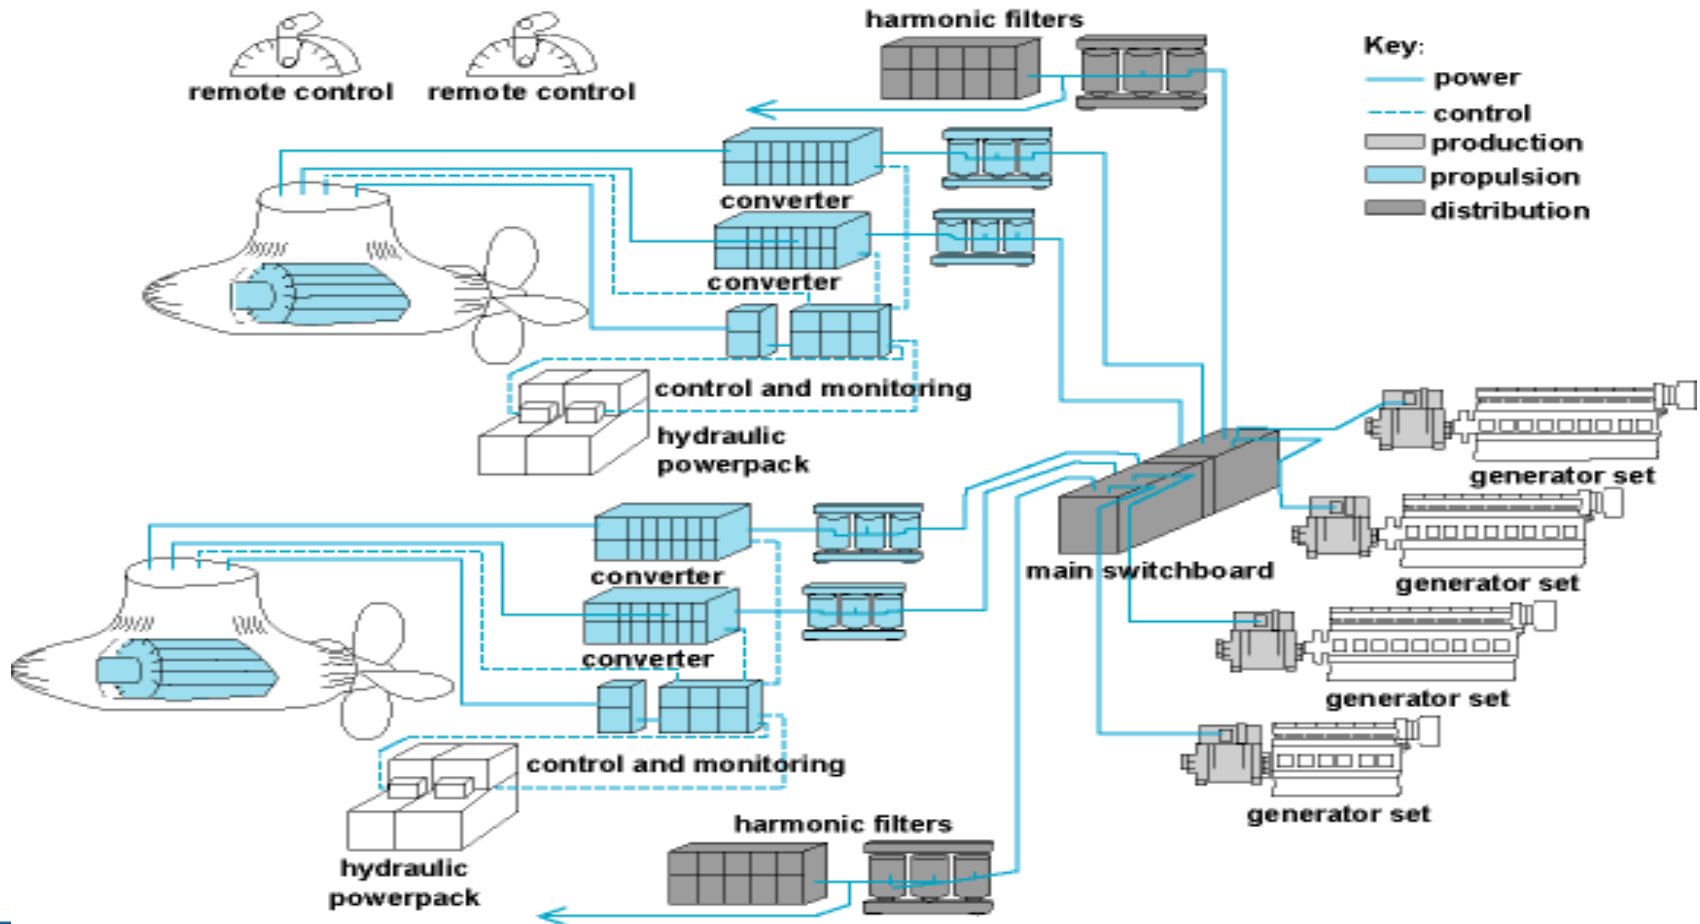 harmonic filters
remote control
remote control
Key:
power
control
production
propulsion
distribution
converter
converter
control and monitoring
hydraulic
powerpack
generator set
generator set
generator set
generator set
main switchboard
converter
converter
control and monitoring
hydraulic
powerpack
harmonic filters